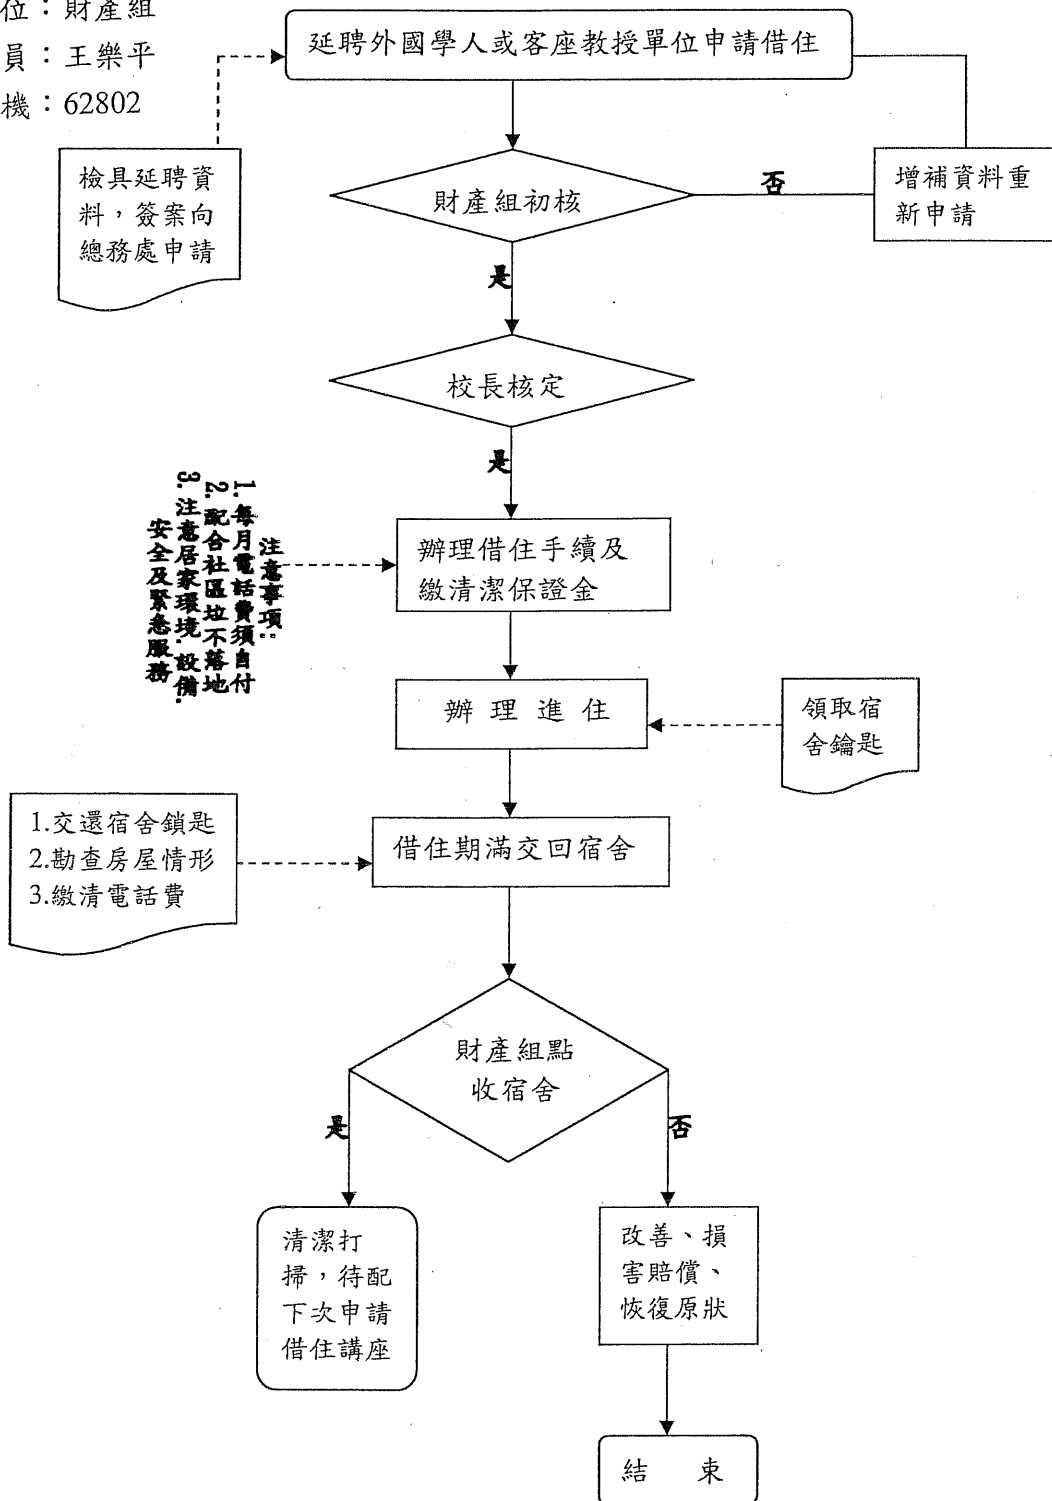 位：財產組
員：王樂平
機：62802
延聘外國學人或客座教授單位申請借住
檢具延聘資
料，簽案向
總務處申請
財產組初核
否
增補資料重
新申請
是
校長核定
是
注意事項：
1.每月電話費須自付
2.配合社區垃不落地
3.注意居家環境.設備.
安全及緊急服務
辦理借住手續及
繳清潔保證金
辦 理 進 住
領取宿
舍鑰匙
1.交還宿舍鎖匙
2.勘查房屋情形
3.繳清電話費
借住期滿交回宿舍
財產組點
收宿舍
是
否
清潔打
掃，待配
下次申請
借住講座
改善、損
害賠償、
恢復原狀
結 束